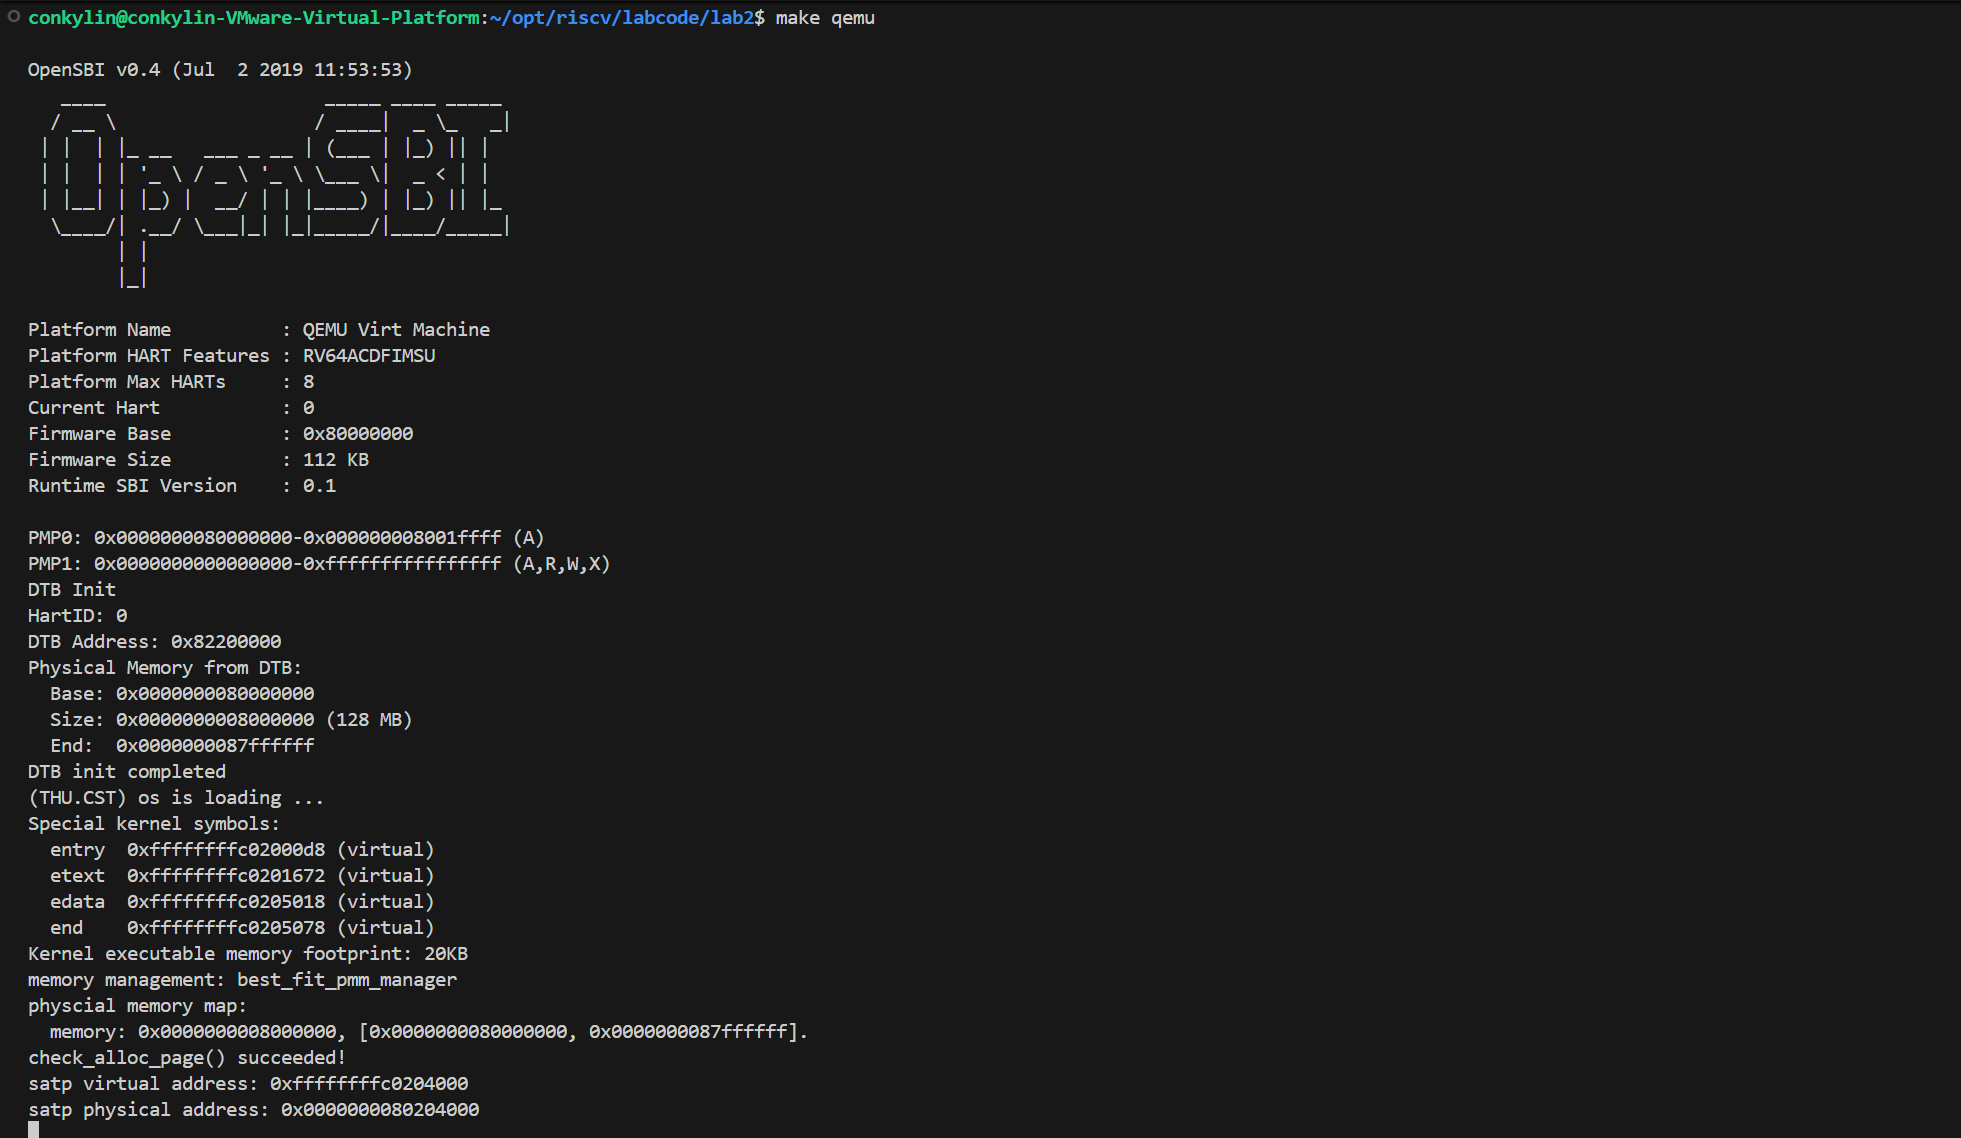 conkylin@conkylin-VMware-Virtual-Platform:~/opt/riscv/labcode/lab2$ make qemu

OpenSBI v0.4 (Jul  2 2019 11:53:53)
   ____                    _____ ____ _____
  / __ \                  / ____|  _ \_   _|
 | |  | |_ __   ___ _ __ | (___ | |_) || |
 | |  | | '_ \ / _ \ '_ \ \___ \|  _ < | |
 | |__| | |_) |  __/ | | |____) | |_) || |_
  \____/| .__/ \___|_| |_|_____/|____/_____|
        | |
        |_|

Platform Name          : QEMU Virt Machine
Platform HART Features : RV64ACDFIMSU
Platform Max HARTs     : 8
Current Hart           : 0
Firmware Base          : 0x80000000
Firmware Size          : 112 KB
Runtime SBI Version    : 0.1

PMP0: 0x0000000080000000-0x000000008001ffff (A)
PMP1: 0x0000000000000000-0xffffffffffffffff (A,R,W,X)
DTB Init
HartID: 0
DTB Address: 0x82200000
Physical Memory from DTB:
  Base: 0x0000000080000000
  Size: 0x0000000008000000 (128 MB)
  End:  0x0000000087ffffff
DTB init completed
(THU.CST) os is loading ...
Special kernel symbols:
  entry  0xffffffffc02000d8 (virtual)
  etext  0xffffffffc0201672 (virtual)
  edata  0xffffffffc0205018 (virtual)
  end    0xffffffffc0205078 (virtual)
Kernel executable memory footprint: 20KB
memory management: best_fit_pmm_manager
physcial memory map:
  memory: 0x0000000008000000, [0x0000000080000000, 0x0000000087ffffff].
check_alloc_page() succeeded!
satp virtual address: 0xffffffffc0204000
satp physical address: 0x0000000080204000